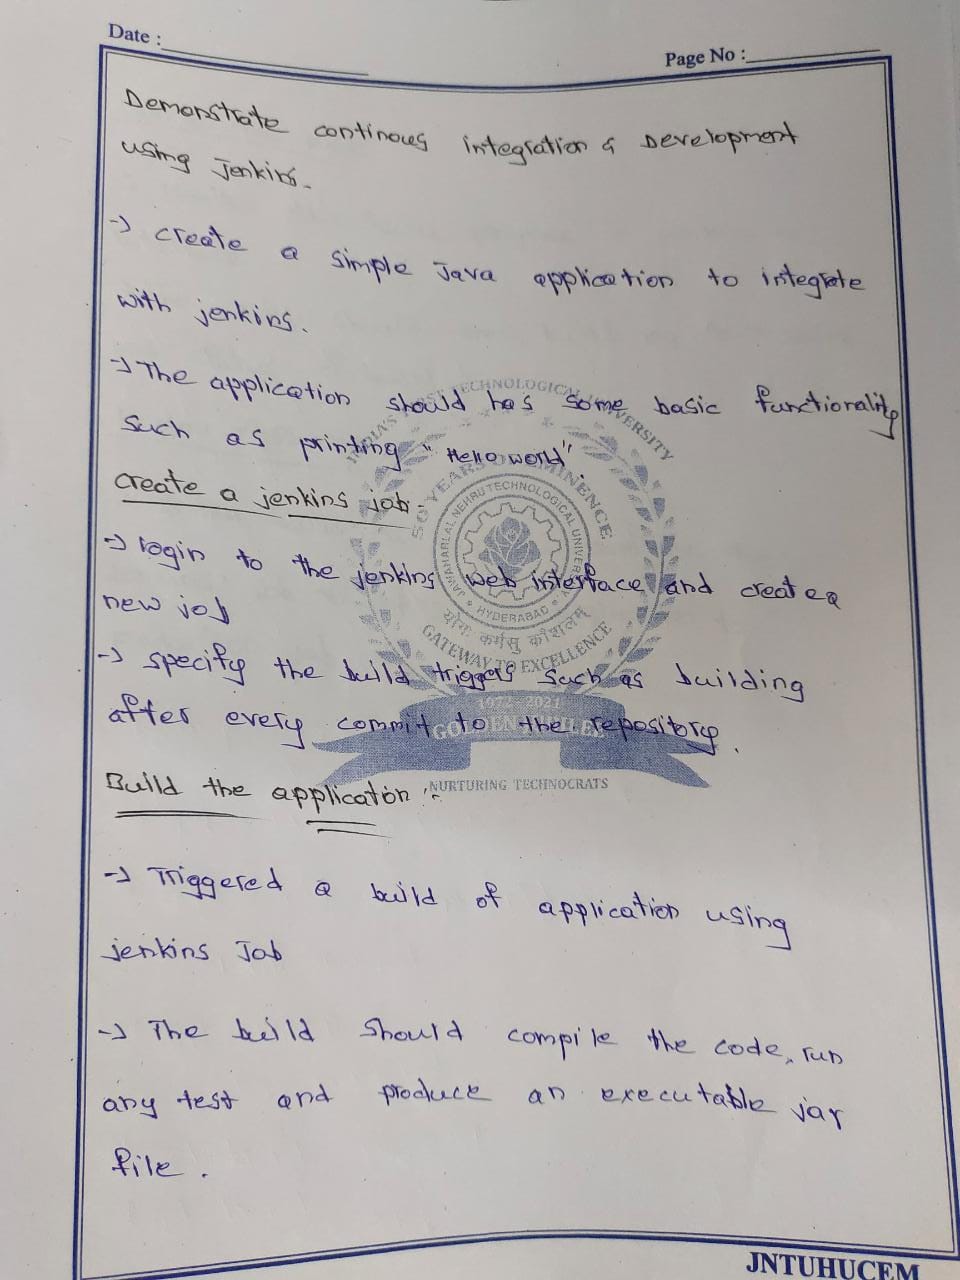 Date :
Page No :
Demonstrate continous integration & Development
using Jenkins.
-> create a simple Java application to integrate
with jenkins.
-> The application should has some basic functionality
such as printing "Hello world".
create a jenkins job:-
-> login to the jenkins web interface and create a
new job
-> specify the build triggers such as building
after every commit to the repository.
Build the application :-
-> Triggered a build of application using
jenkins Job
-> The build should compile the code, run
any test and produce an executable jar
file.
TECHNOLOGICAL UNIVERSITY
50 YEARS OF EMINENCE
JAWAHARLAL NEHRU TECHNOLOGICAL UNIVERSITY
HYDERABAD
योगः कर्मसु कौशलम्
GATEWAY TO EXCELLENCE
1972 - 2021
GOLDEN JUBILEE
NURTURING TECHNOCRATS
JNTUHUCEM